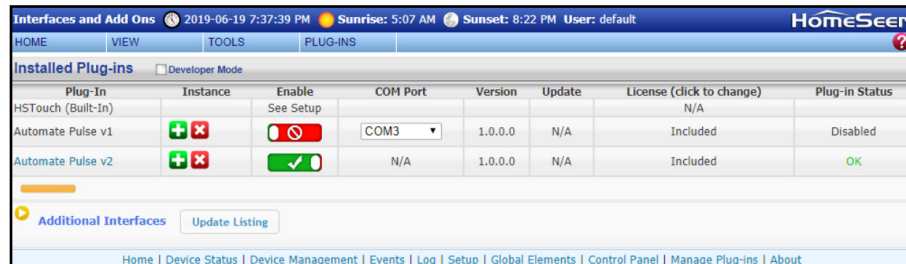 Interfaces and Add Ons 2019-06-19 7:37:39 PM Sunrise: 5:07 AM Sunset: 8:22 PM User: default HomeSeer
HOME VIEW TOOLS PLUG-INS ?
Installed Plug-ins Developer Mode
Plug-In Instance Enable COM Port Version Update License (click to change) Plug-in Status
HSTouch (Built-In) See Setup N/A
Automate Pulse v1 COM3 1.0.0.0 N/A Included Disabled
Automate Pulse v2 N/A 1.0.0.0 N/A Included OK
Additional Interfaces Update Listing
Home | Device Status | Device Management | Events | Log | Setup | Global Elements | Control Panel | Manage Plug-ins | About